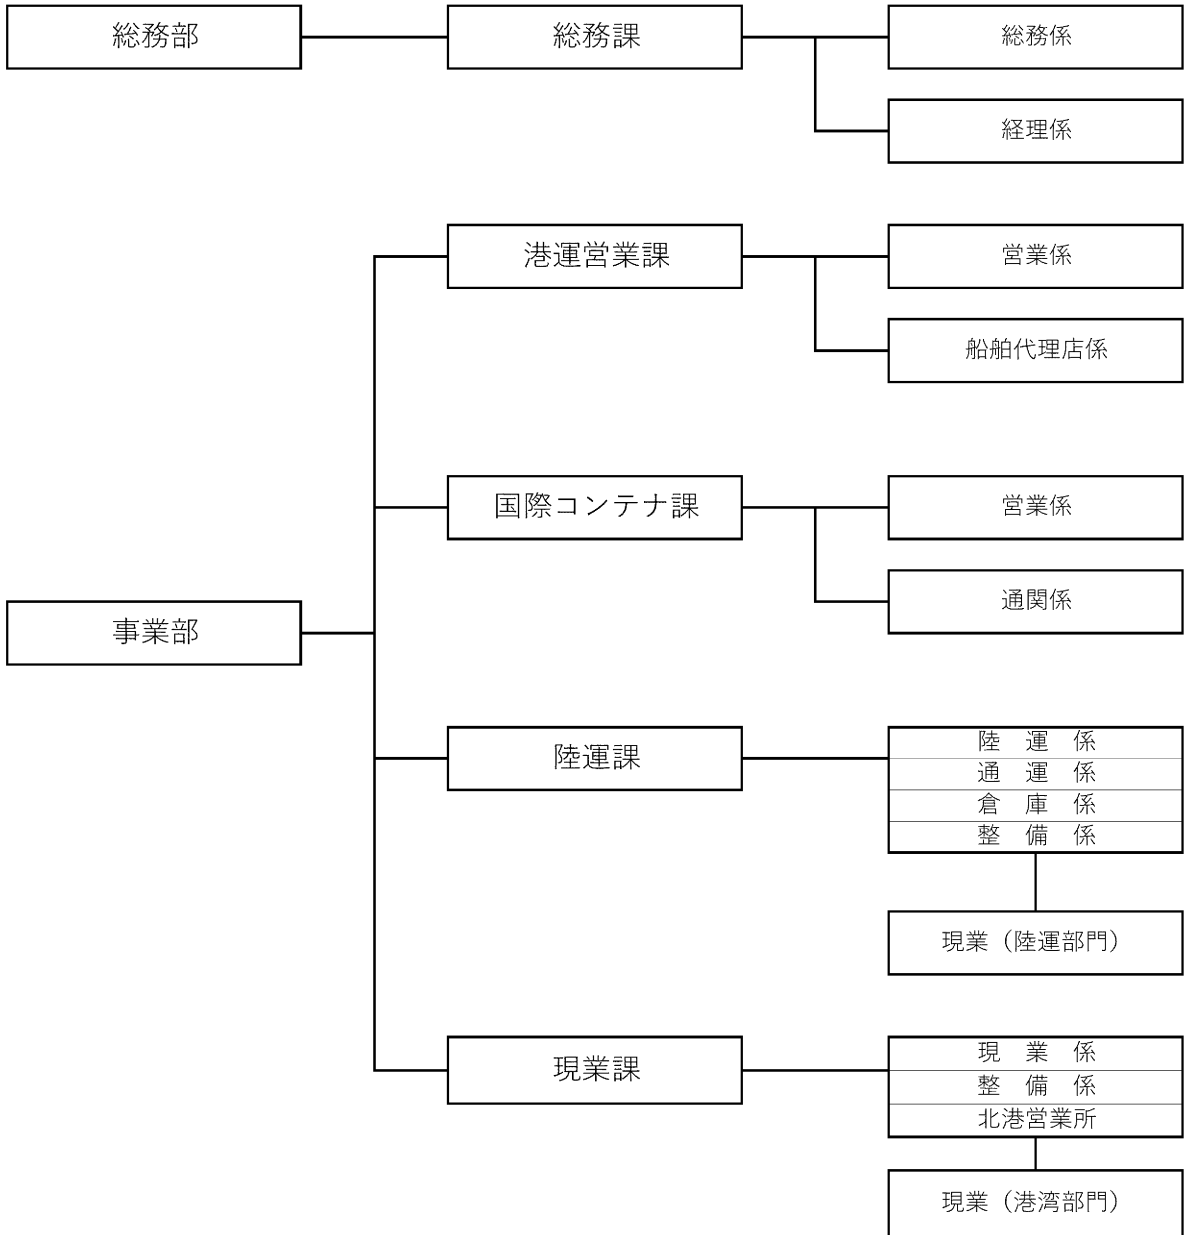 総務部
総務課
総務係
経理係
事業部
港運営業課
営業係
船舶代理店係
国際コンテナ課
営業係
通関係
陸運課
陸　運　係
通　運　係
倉　庫　係
整　備　係
現業（陸運部門）
現業課
現　業　係
整　備　係
北港営業所
現業（港湾部門）